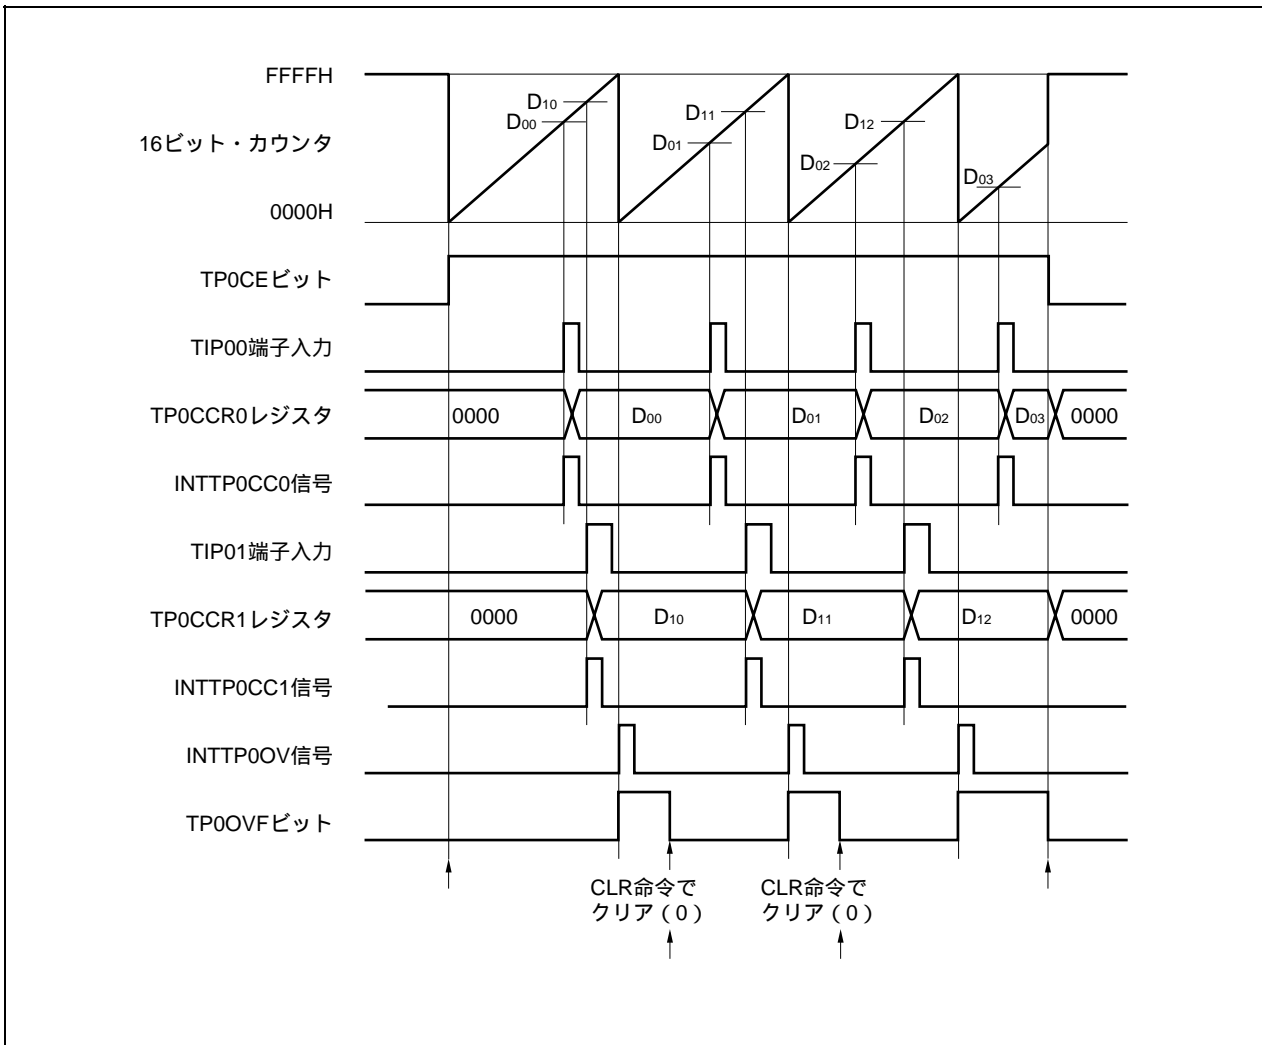 FFFFH
D10
D00
D11
D01
D12
D02
D03
16ビット・カウンタ
0000H
TP0CEビット
TIP00端子入力
TP0CCR0レジスタ
0000
D00
D01
D02
D03
0000
INTTP0CC0信号
TIP01端子入力
TP0CCR1レジスタ
0000
D10
D11
D12
0000
INTTP0CC1信号
INTTP0OV信号
TP0OVFビット
CLR命令で
クリア（0）
CLR命令で
クリア（0）